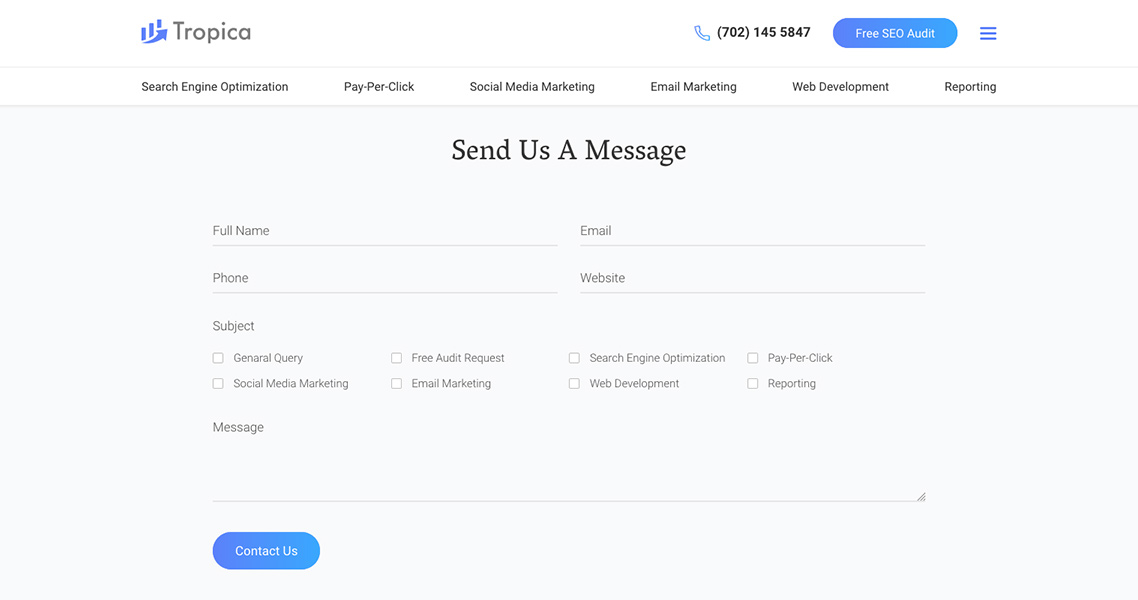 Tropica
(702) 145 5847
Free SEO Audit
Search Engine Optimization Pay-Per-Click Social Media Marketing Email Marketing Web Development Reporting
Send Us A Message
Full Name Email
Phone Website
Subject
Genaral Query Free Audit Request Search Engine Optimization Pay-Per-Click
Social Media Marketing Email Marketing Web Development Reporting
Message
Contact Us